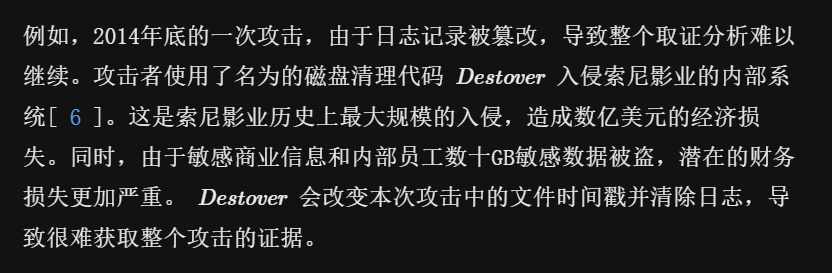 例如，2014年底的一次攻击，由于日志记录被篡改，导致整个取证分析难以
继续。攻击者使用了名为的磁盘清理代码 Destover 入侵索尼影业的内部系
统[ 6 ]。这是索尼影业历史上最大规模的入侵，造成数亿美元的经济损
失。同时，由于敏感商业信息和内部员工数十GB敏感数据被盗，潜在的财务
损失更加严重。 Destover 会改变本次攻击中的文件时间戳并清除日志，导
致很难获取整个攻击的证据。